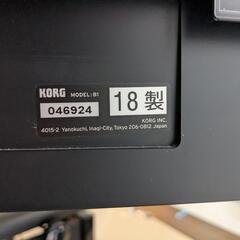 KORG MODEL: B1
046924
18製
KORG INC.
4015-2 Yanokuchi, Inagi-City, Tokyo 206-0812 Japan